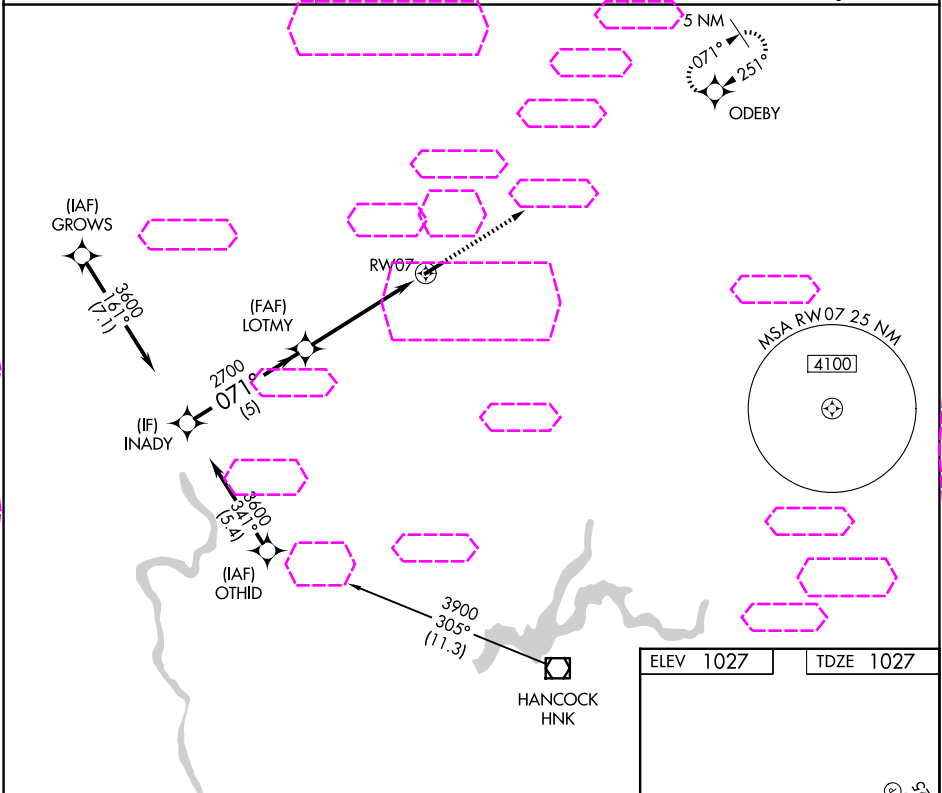 5 NM
071°
251°
ODEBY
(IAF)
GROWS
3600
161°
(7.1)
RW07
(FAF)
LOTMY
2700
071°
(5)
(IF)
INADY
MSA RW07 25 NM
4100
3600
341°
(5.4)
(IAF)
OTHID
3900
305°
(11.3)
HANCOCK
HNK
ELEV 1027
TDZE 1027